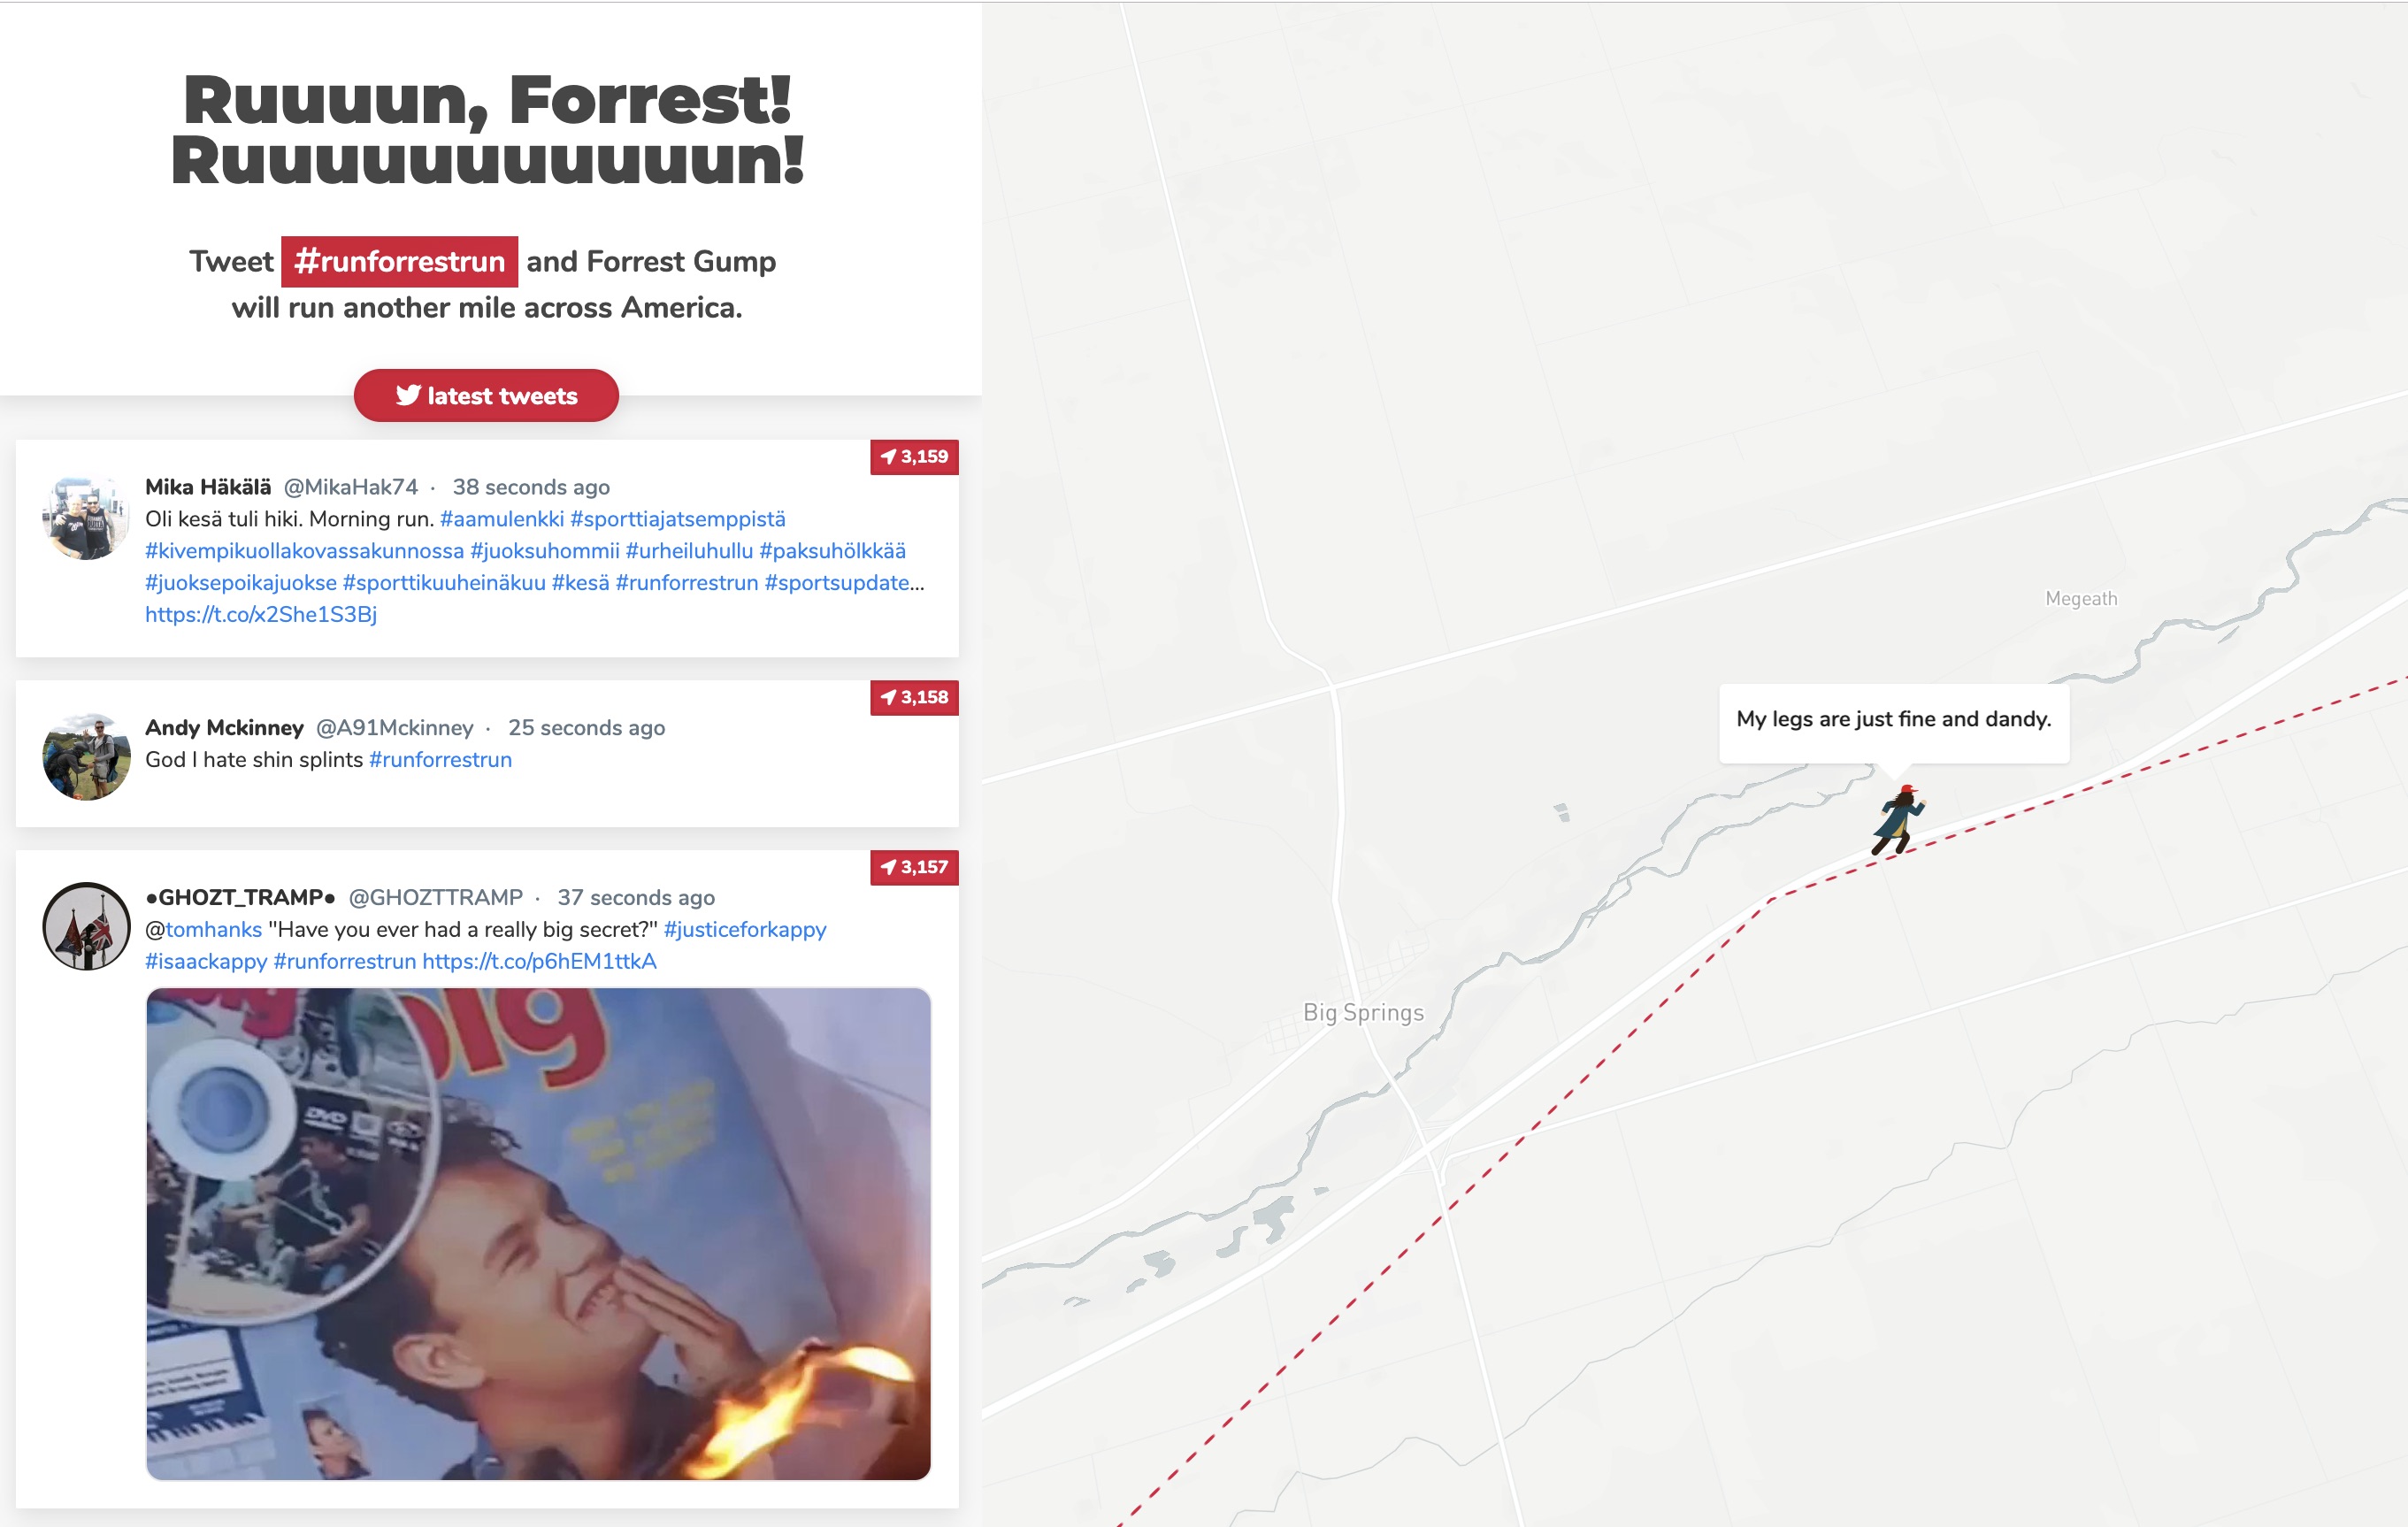 Ruuuun, Forrest!
Ruuuuuuuuuuuun!
Tweet #runforrestrun and Forrest Gump
will run another mile across America.
latest tweets
3,159
Mika Häkälä @MikaHak74 · 38 seconds ago
Oli kesä tuli hiki. Morning run. #aamulenkki #sporttiajatsemppistä
#kivempikuollakovassakunnossa #juoksuhommii #urheiluhullu #paksuhölkkää
#juoksepoikajuokse #sporttikuuheinäkuu #kesä #runforrestrun #sportsupdate…
https://t.co/x2She1S3Bj
3,158
Andy Mckinney @A91Mckinney · 25 seconds ago
God I hate shin splints #runforrestrun
3,157
●GHOZT_TRAMP● @GHOZTTRAMP · 37 seconds ago
@tomhanks "Have you ever had a really big secret?" #justiceforkappy
#isaackappy #runforrestrun https://t.co/p6hEM1ttkA
big
DVD
Megeath
My legs are just fine and dandy.
Big Springs